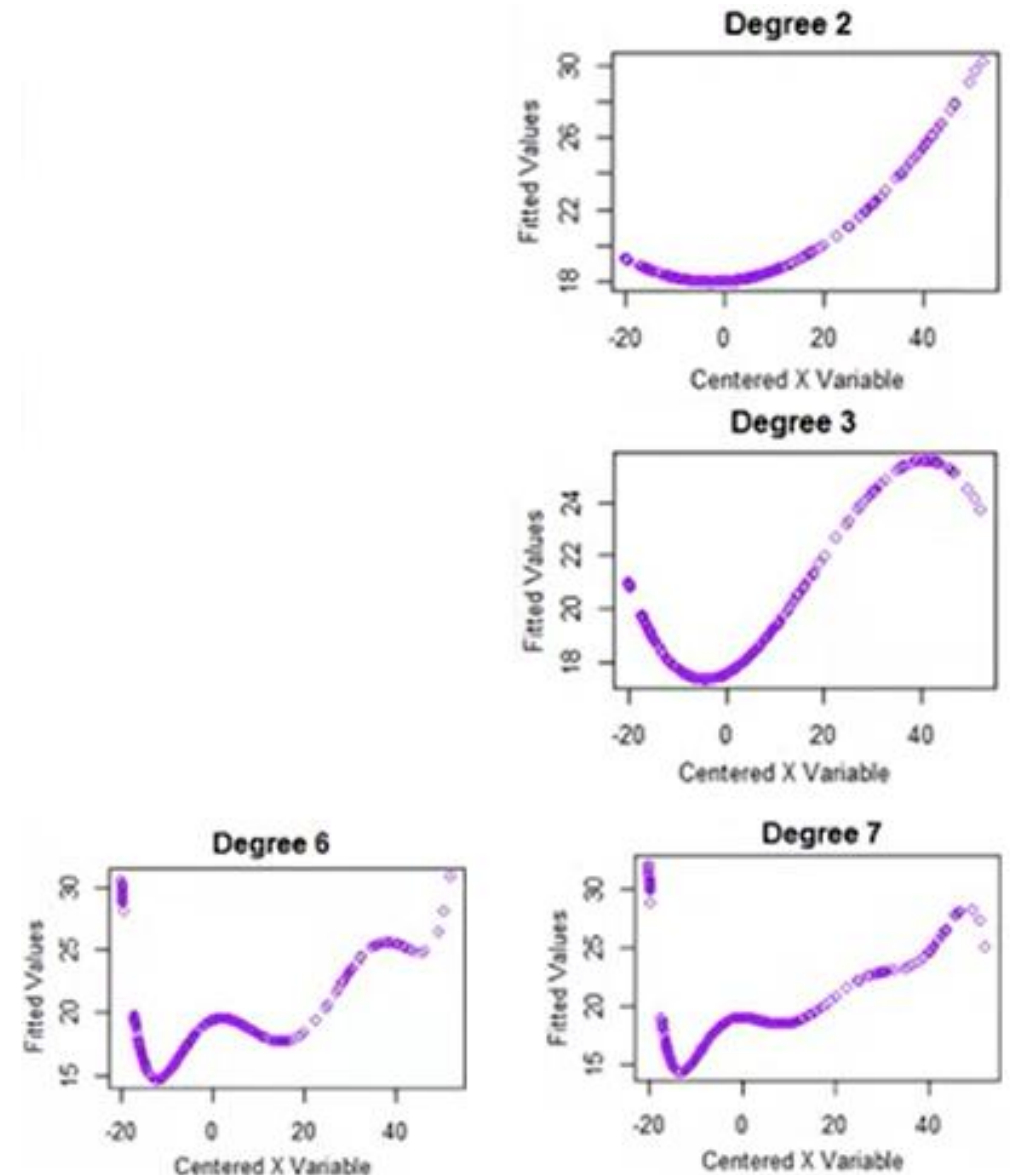 Degree 2
Fitted Values
30
26
22
18
-20 0 20 40
Centered X Variable
Degree 3
Fitted Values
24
22
20
18
-20 0 20 40
Centered X Variable
Degree 6
Fitted Values
30
25
20
15
-20 0 20 40
Centered X Variable
Degree 7
Fitted Values
30
25
20
15
-20 0 20 40
Centered X Variable